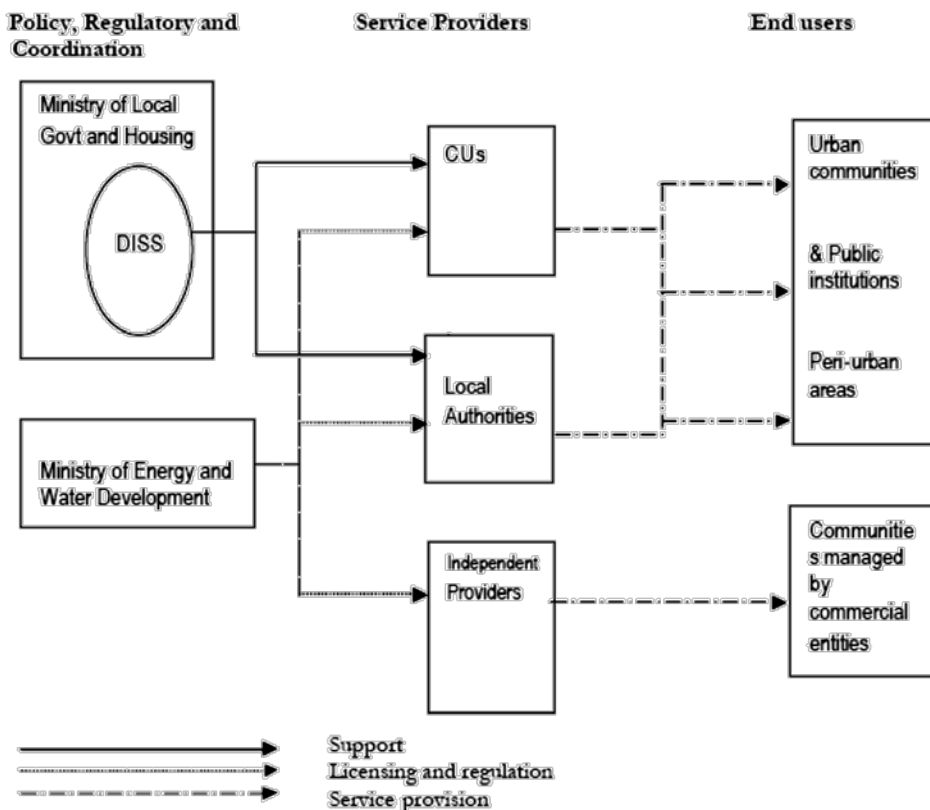 Policy, Regulatory and
Coordination
Service Providers
End users
Ministry of Local
Govt and Housing
DISS
Ministry of Energy and
Water Development
CUs
Local
Authorities
Independent
Providers
Urban
communities
& Public
institutions
Peri-urban
areas
Communitie
s managed
by
commercial
entities
Support
Licensing and regulation
Service provision